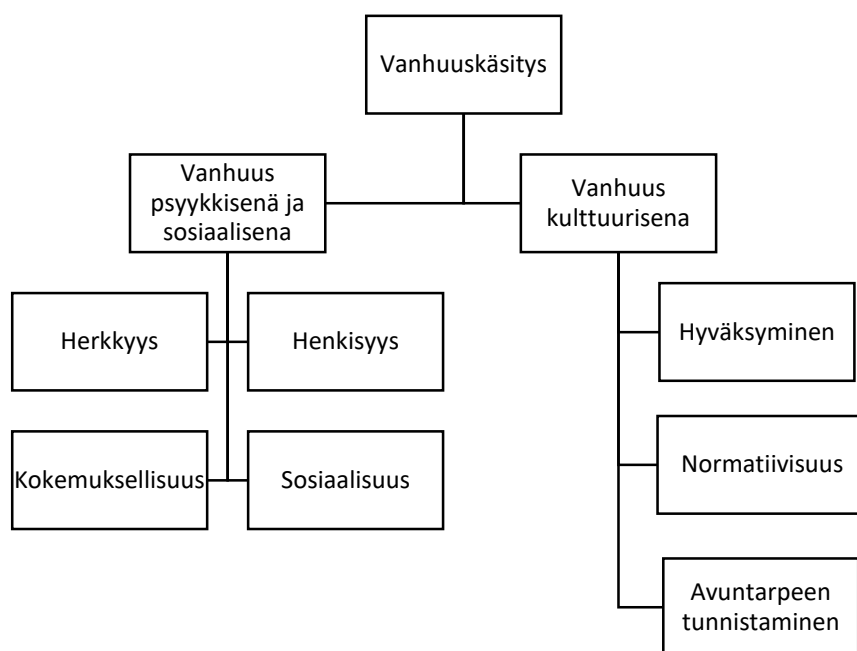 Vanhuuskäsitys
Vanhuus
psyykkisenä ja
sosiaalisena
Vanhuus
kulttuurisena
Herkkyys
Henkisyys
Hyväksyminen
Kokemuksellisuus
Sosiaalisuus
Normatiivisuus
Avuntarpeen
tunnistaminen